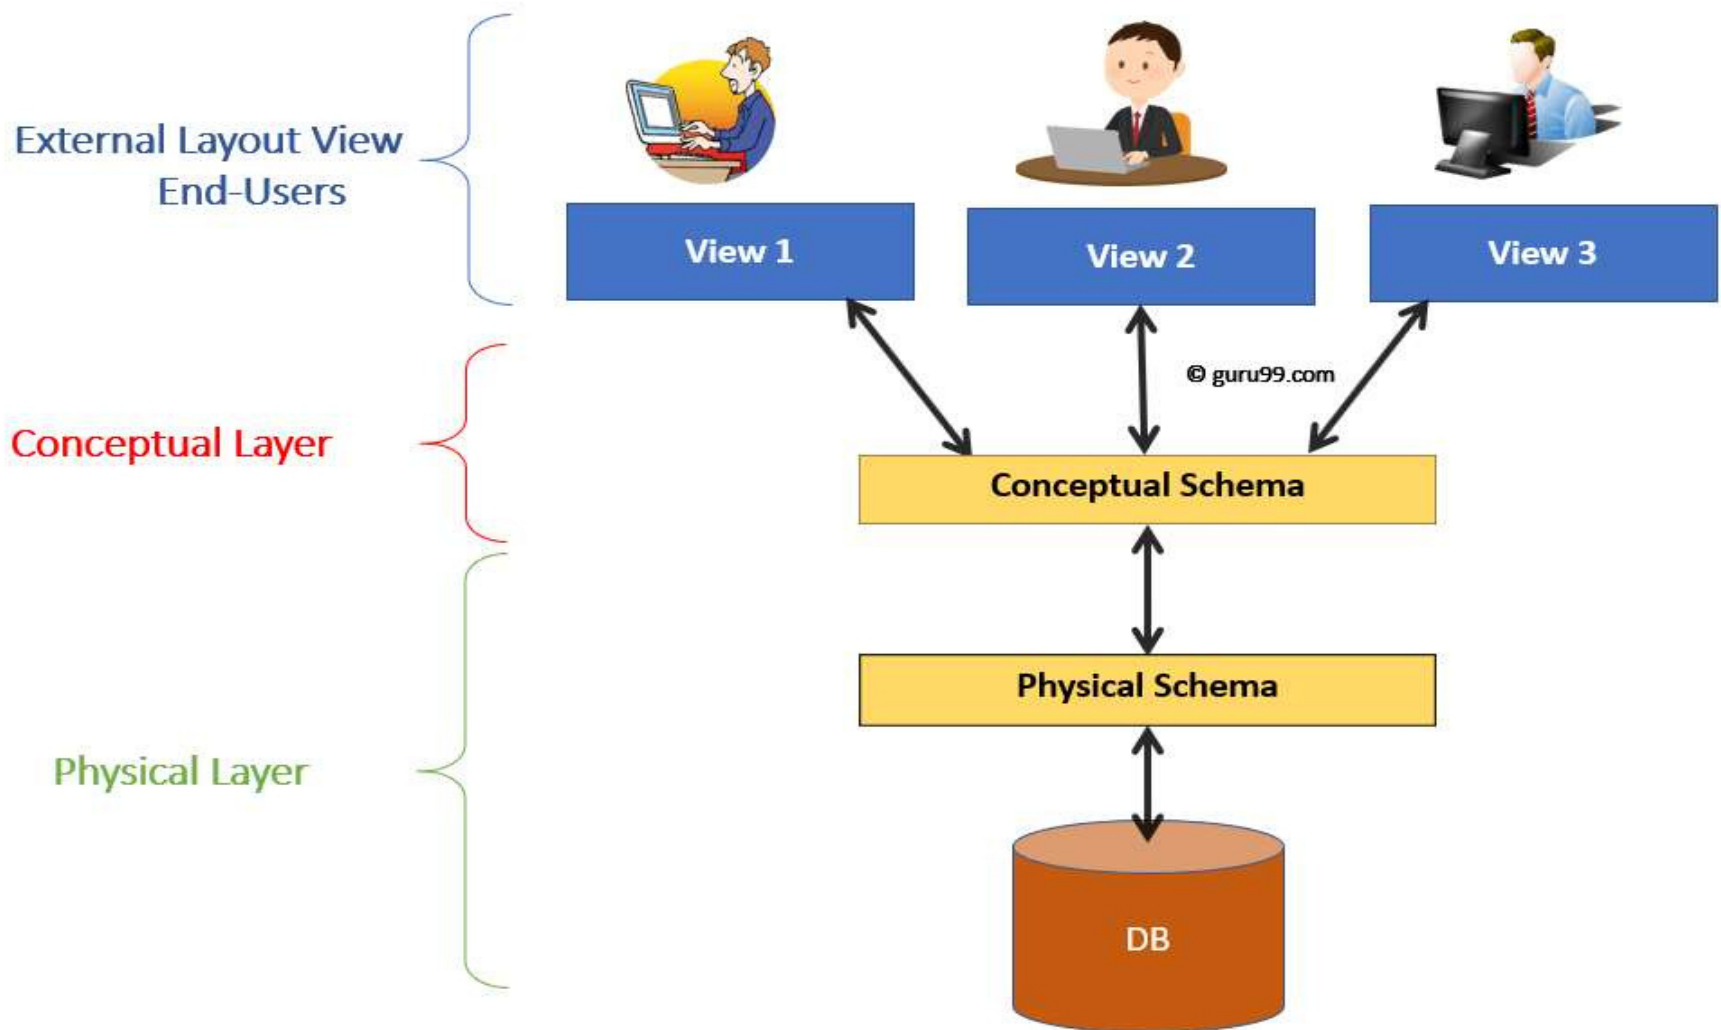 External Layout View
End-Users
View 1
View 2
View 3
© guru99.com
Conceptual Layer
Conceptual Schema
Physical Schema
Physical Layer
DB